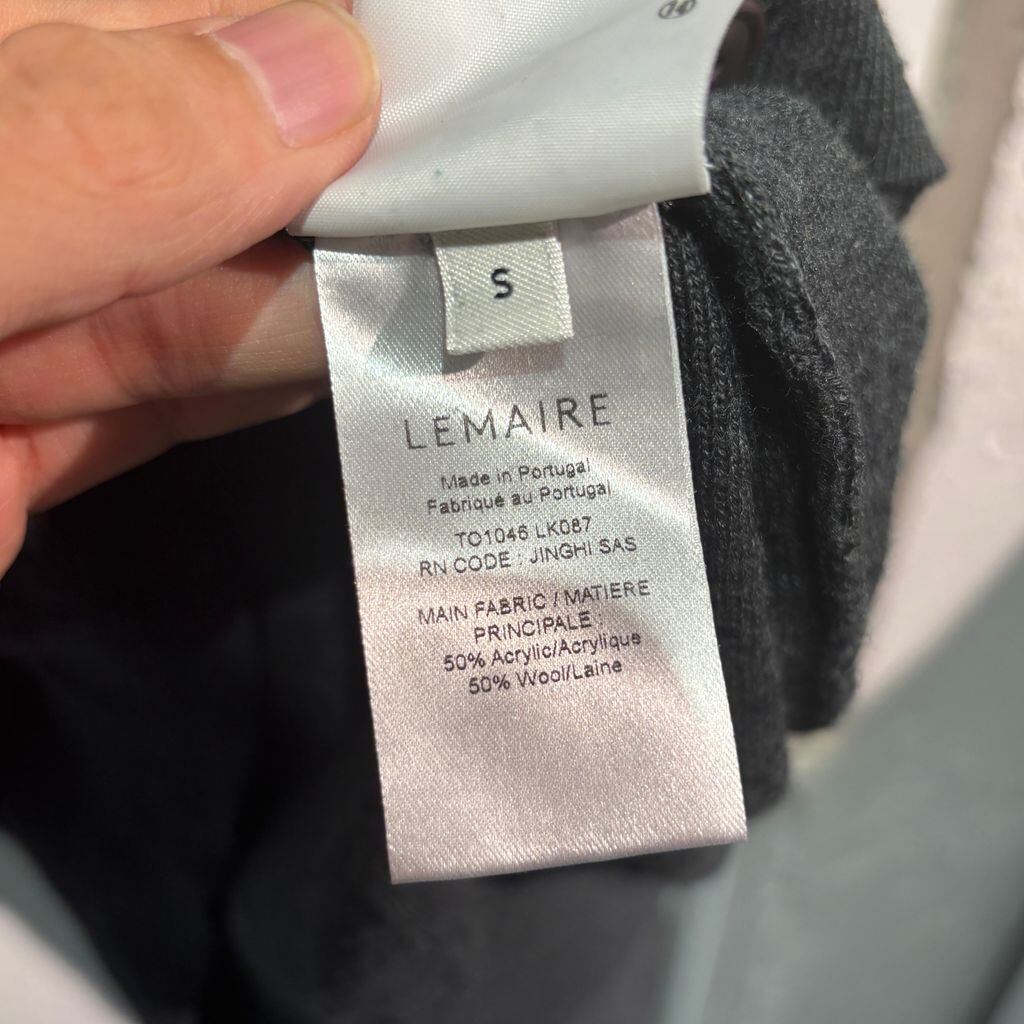 S
LEMAIRE
Made in Portugal
Fabriqué au Portugal
TO1046 LK087
RN CODE : JINGHI SAS
MAIN FABRIC / MATIERE
PRINCIPALE :
50% Acrylic/Acrylique
50% Wool/Laine